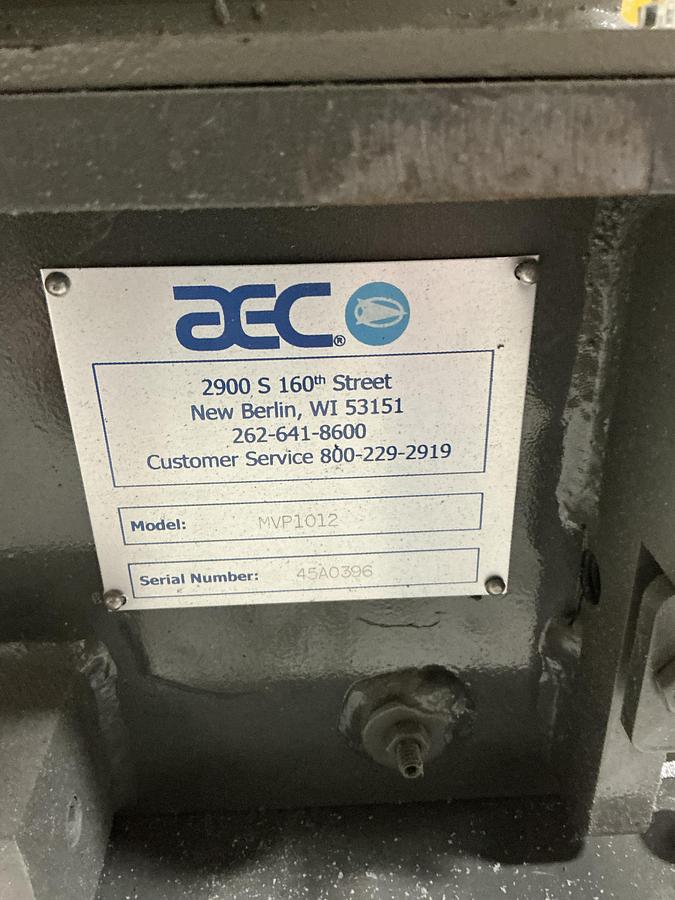 AEC®
2900 S 160th Street
New Berlin, WI 53151
262-641-8600
Customer Service 800-229-2919
Model: MVP1012
Serial Number: 45A0396